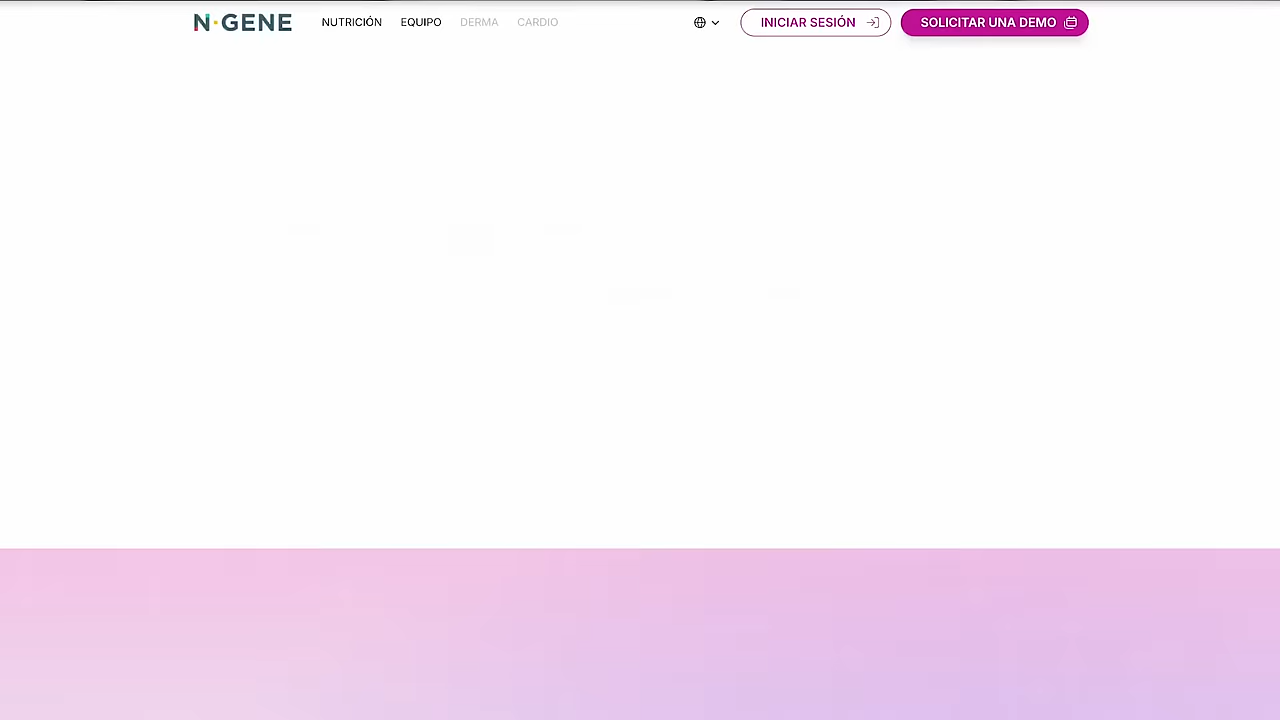 N·GENE NUTRICIÓN EQUIPO DERMA CARDIO INICIAR SESIÓN SOLICITAR UNA DEMO